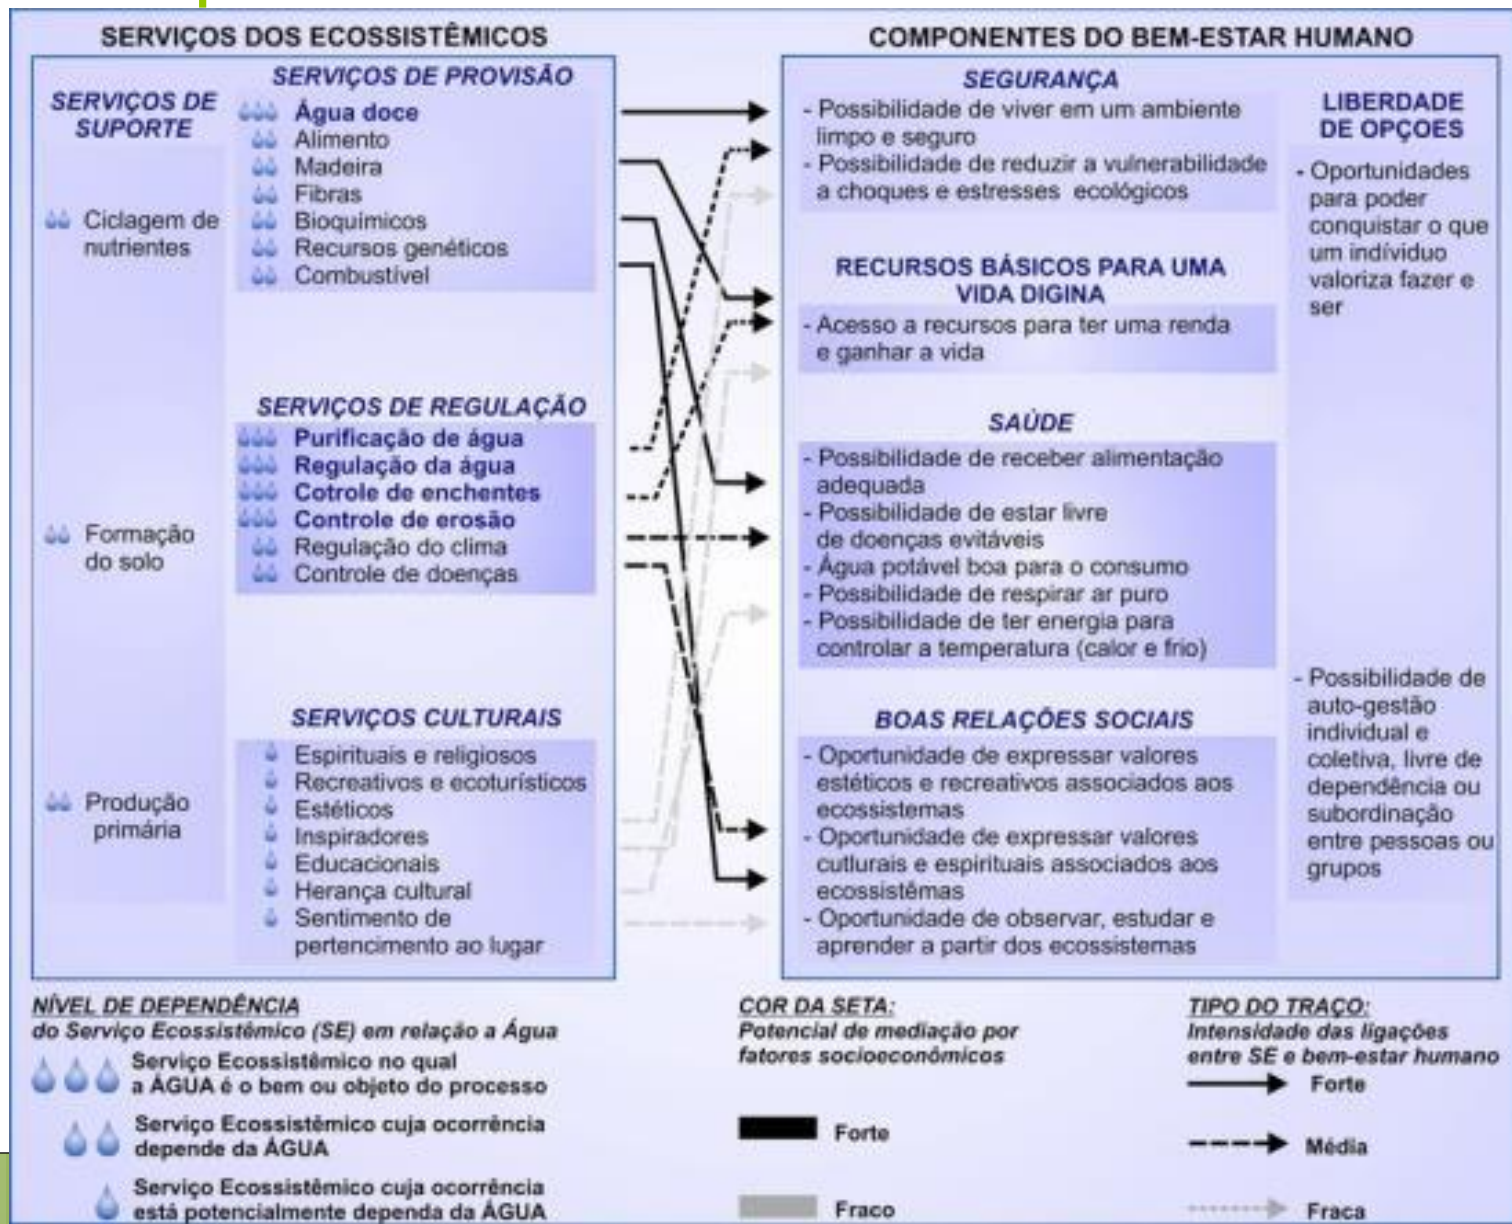 SERVIÇOS DOS ECOSSISTÊMICOS
SERVIÇOS DE
SUPORTE
Ciclagem de
nutrientes
Formação
do solo
Produção
primária
SERVIÇOS DE PROVISÃO
Água doce
Alimento
Madeira
Fibras
Bioquímicos
Recursos genéticos
Combustível
SERVIÇOS DE REGULAÇÃO
Purificação de água
Regulação da água
Cotrole de enchentes
Controle de erosão
Regulação do clima
Controle de doenças
SERVIÇOS CULTURAIS
Espirituais e religiosos
Recreativos e ecoturísticos
Estéticos
Inspiradores
Educacionais
Herança cultural
Sentimento de
pertencimento ao lugar
COMPONENTES DO BEM-ESTAR HUMANO
SEGURANÇA
- Possibilidade de viver em um ambiente
limpo e seguro
- Possibilidade de reduzir a vulnerabilidade
a choques e estresses ecológicos
RECURSOS BÁSICOS PARA UMA
VIDA DIGINA
- Acesso a recursos para ter uma renda
e ganhar a vida
SAÚDE
- Possibilidade de receber alimentação
adequada
- Possibilidade de estar livre
de doenças evitáveis
- Água potável boa para o consumo
- Possibilidade de respirar ar puro
- Possibilidade de ter energia para
controlar a temperatura (calor e frio)
BOAS RELAÇÕES SOCIAIS
- Oportunidade de expressar valores
estéticos e recreativos associados aos
ecossistemas
- Oportunidade de expressar valores
cutlurais e espirituais associados aos
ecossistêmas
- Oportunidade de observar, estudar e
aprender a partir dos ecossistemas
LIBERDADE
DE OPÇOES
- Oportunidades
para poder
conquistar o que
um indíviduo
valoriza fazer e
ser
- Possibilidade de
auto-gestão
individual e
coletiva, livre de
dependência ou
subordinação
entre pessoas ou
grupos
NÍVEL DE DEPENDÊNCIA
do Serviço Ecossistêmico (SE) em relação a Água
Serviço Ecossistêmico no qual
a ÁGUA é o bem ou objeto do processo
Serviço Ecossistêmico cuja ocorrência
depende da ÁGUA
Serviço Ecossistêmico cuja ocorrência
está potencialmente dependa da ÁGUA
COR DA SETA:
Potencial de mediação por
fatores socioeconômicos
Forte
Fraco
TIPO DO TRAÇO:
Intensidade das ligações
entre SE e bem-estar humano
Forte
Média
Fraca